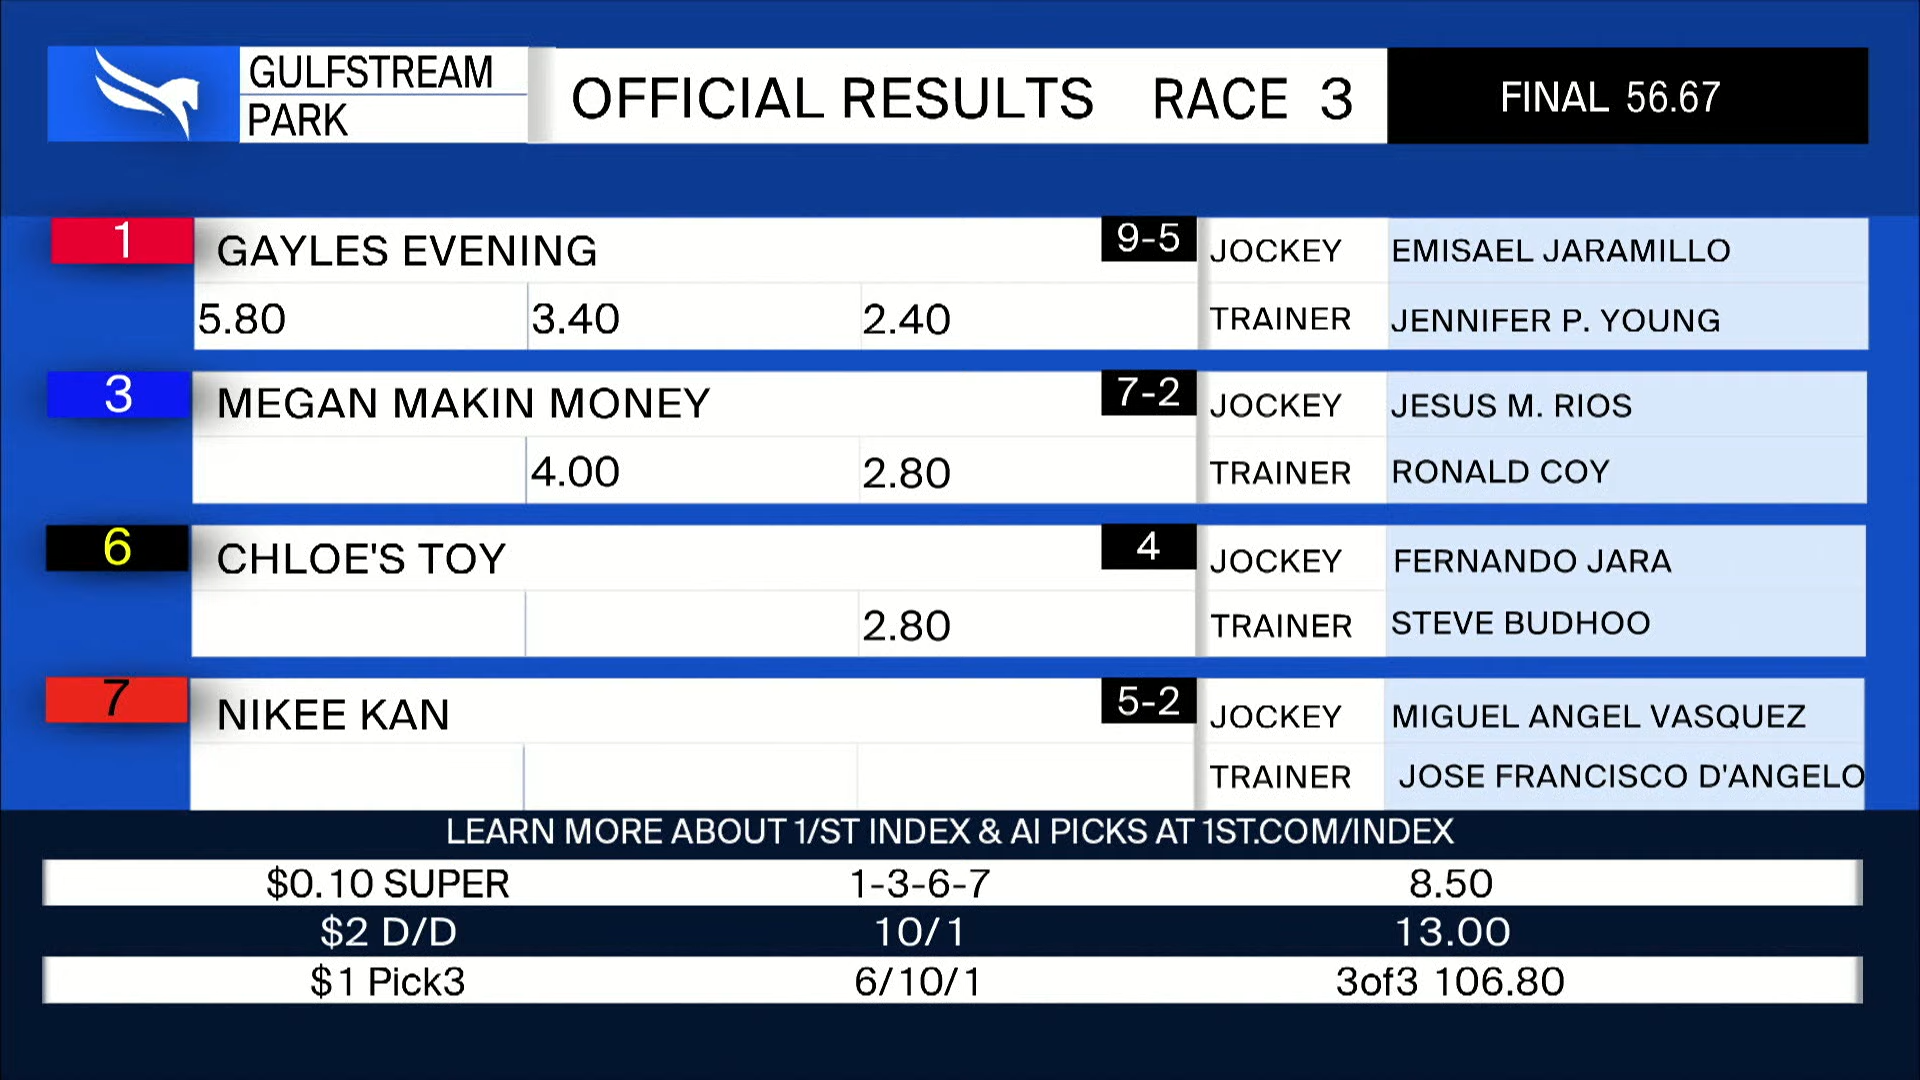 GULFSTREAM
PARK
OFFICIAL RESULTS RACE 3
FINAL 56.67
1 GAYLES EVENING 9-5 JOCKEY EMISAEL JARAMILLO
5.80 3.40 2.40 TRAINER JENNIFER P. YOUNG
3 MEGAN MAKIN MONEY 7-2 JOCKEY JESUS M. RIOS
4.00 2.80 TRAINER RONALD COY
6 CHLOE'S TOY 4 JOCKEY FERNANDO JARA
2.80 TRAINER STEVE BUDHOO
7 NIKEE KAN 5-2 JOCKEY MIGUEL ANGEL VASQUEZ
TRAINER JOSE FRANCISCO D'ANGELO
LEARN MORE ABOUT 1/ST INDEX & AI PICKS AT 1ST.COM/INDEX
$0.10 SUPER 1-3-6-7 8.50
$2 D/D 10/1 13.00
$1 Pick3 6/10/1 3of3 106.80